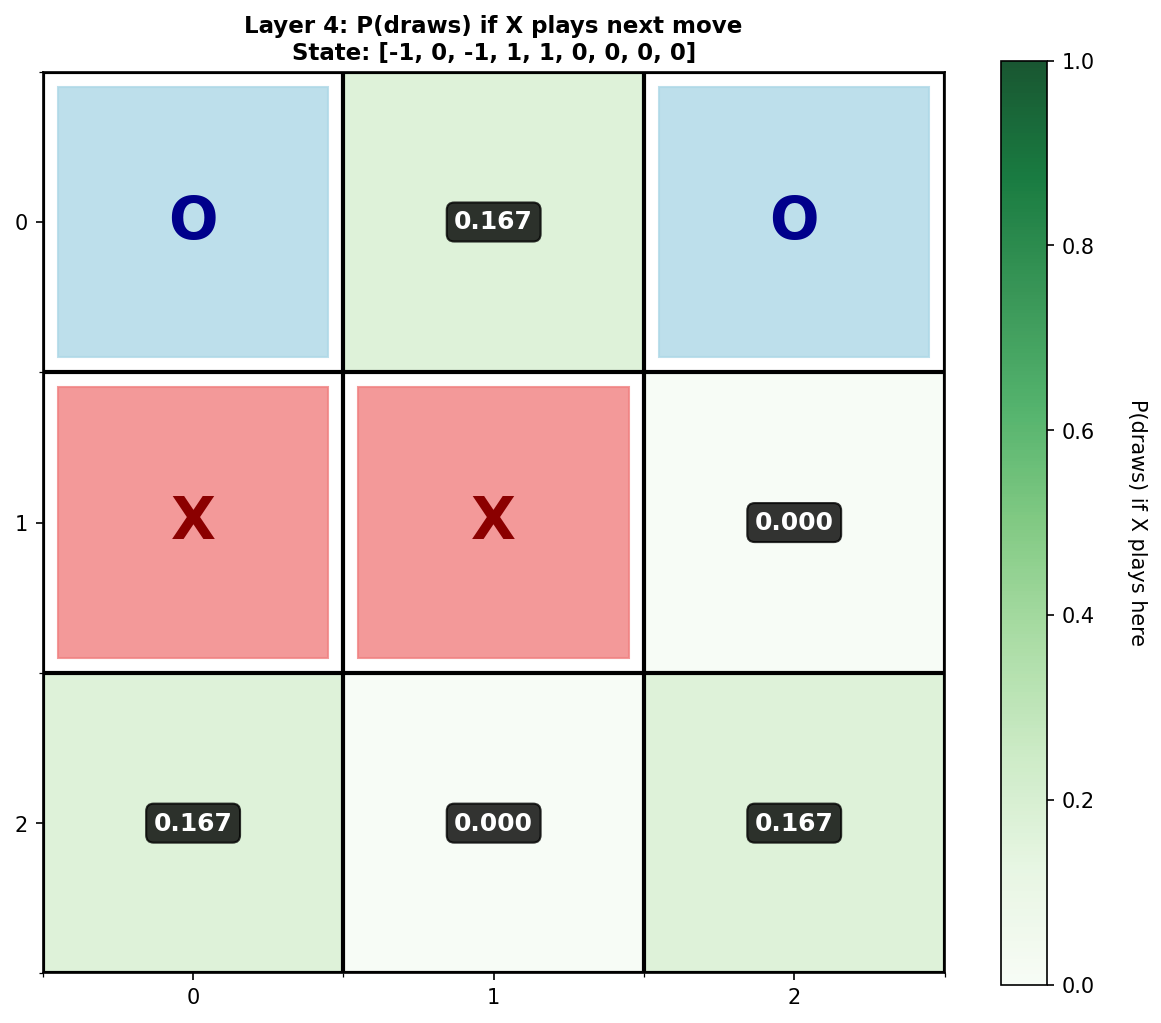 Layer 4: P(draws) if X plays next move
State: [-1, 0, -1, 1, 1, 0, 0, 0, 0]
0
O
0.167
O
1
X
X
0.000
2
0.167
0.000
0.167
0
1
2
1.0
0.8
0.6
0.4
0.2
0.0
P(draws) if X plays here